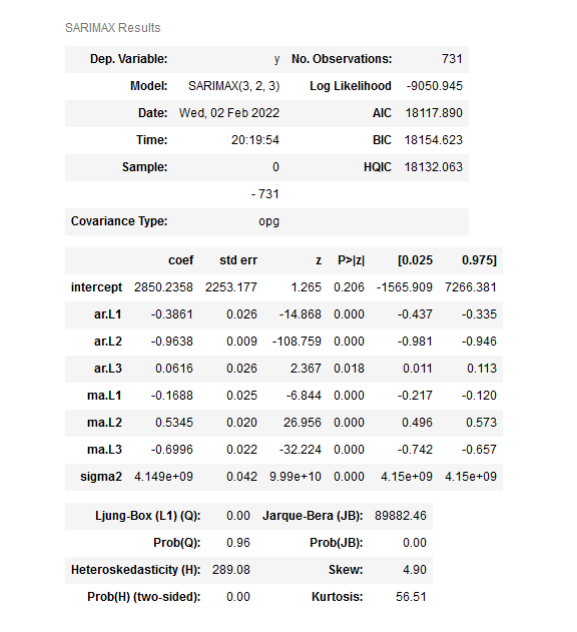 SARIMAX Results
Dep. Variable: y No. Observations: 731
Model: SARIMAX(3, 2, 3) Log Likelihood -9050.945
Date: Wed, 02 Feb 2022 AIC 18117.890
Time: 20:19:54 BIC 18154.623
Sample: 0 HQIC 18132.063
- 731
Covariance Type: opg
coef std err z P>|z| [0.025 0.975]
intercept 2850.2358 2253.177 1.265 0.206 -1565.909 7266.381
ar.L1 -0.3861 0.026 -14.868 0.000 -0.437 -0.335
ar.L2 -0.9638 0.009 -108.759 0.000 -0.981 -0.946
ar.L3 0.0616 0.026 2.367 0.018 0.011 0.113
ma.L1 -0.1688 0.025 -6.844 0.000 -0.217 -0.120
ma.L2 0.5345 0.020 26.956 0.000 0.496 0.573
ma.L3 -0.6996 0.022 -32.224 0.000 -0.742 -0.657
sigma2 4.149e+09 0.042 9.99e+10 0.000 4.15e+09 4.15e+09
Ljung-Box (L1) (Q): 0.00 Jarque-Bera (JB): 89882.46
Prob(Q): 0.96 Prob(JB): 0.00
Heteroskedasticity (H): 289.08 Skew: 4.90
Prob(H) (two-sided): 0.00 Kurtosis: 56.51